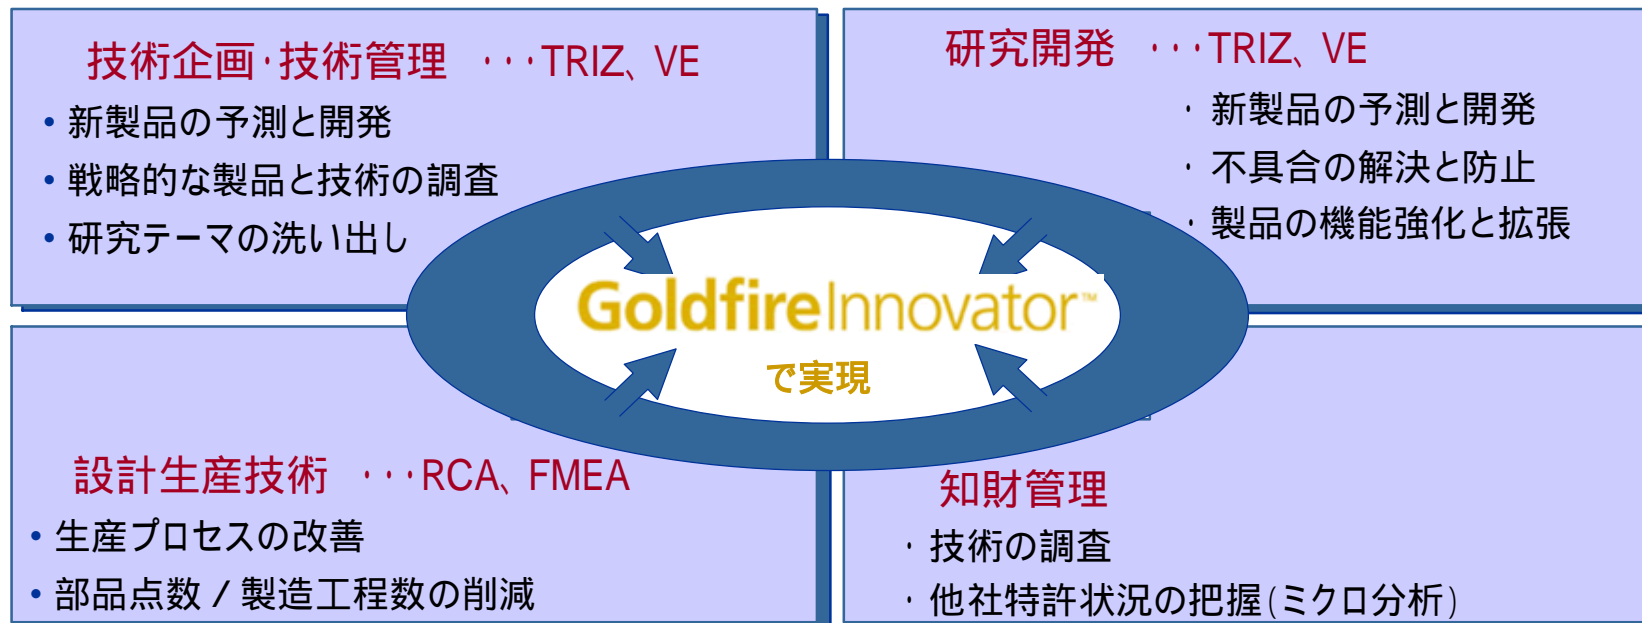 技術企画・技術管理 ・・・TRIZ、VE
• 新製品の予測と開発
• 戦略的な製品と技術の調査
• 研究テーマの洗い出し
研究開発 ・・・TRIZ、VE
・ 新製品の予測と開発
・ 不具合の解決と防止
・ 製品の機能強化と拡張
GoldfireInnovator™
で実現
設計生産技術 ・・・RCA、FMEA
• 生産プロセスの改善
• 部品点数 / 製造工程数の削減
知財管理
・ 技術の調査
・ 他社特許状況の把握(ミクロ分析)